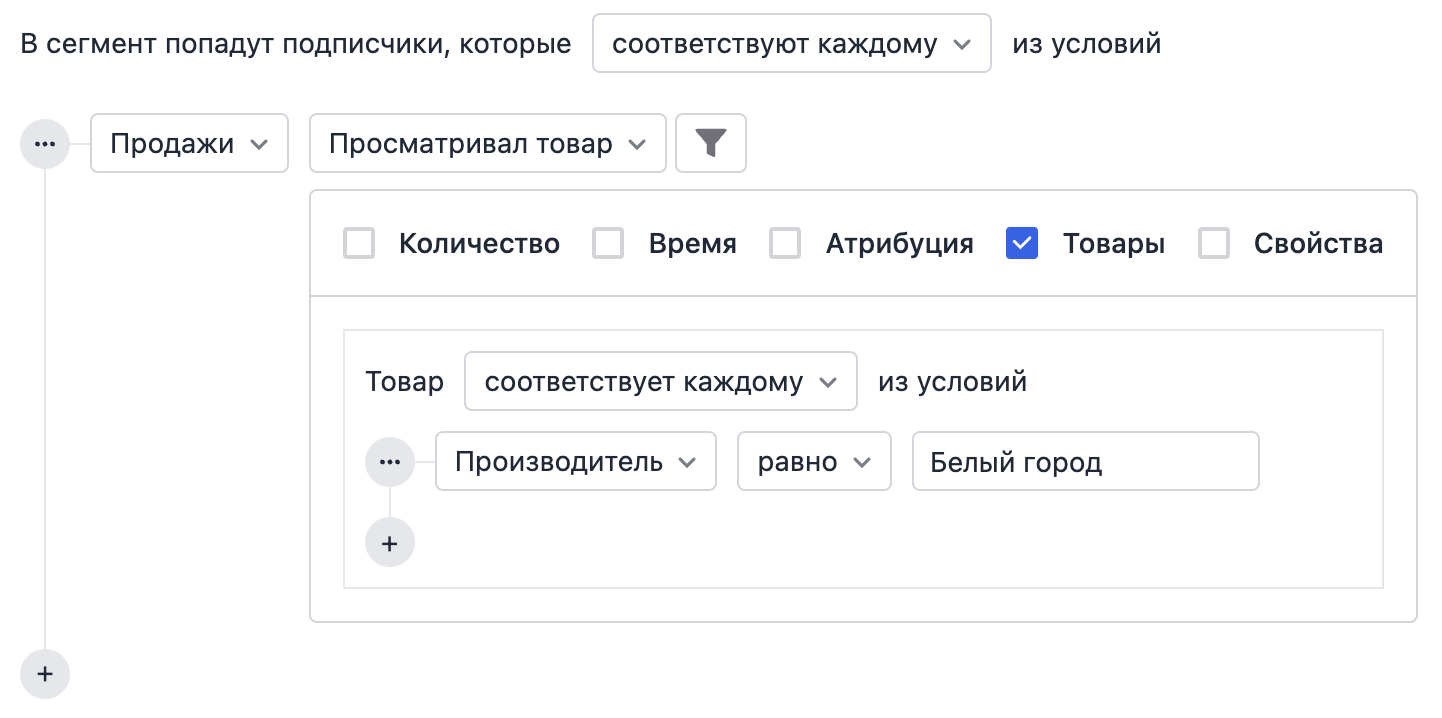 В сегмент попадут подписчики, которые соответствуют каждому из условий
Продажи Просматривал товар
Количество Время Атрибуция Товары Свойства
Товар соответствует каждому из условий
Производитель равно Белый город